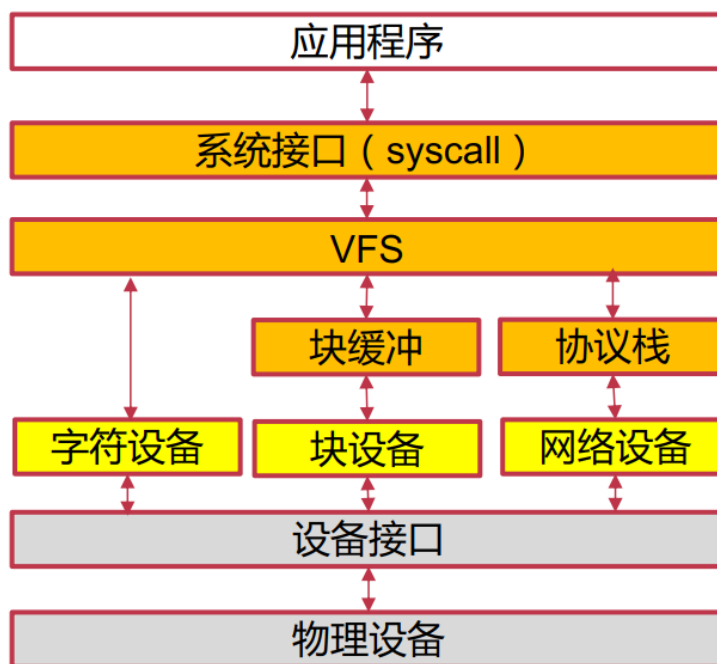 应用程序
系统接口（syscall）
VFS
块缓冲
协议栈
字符设备
块设备
网络设备
设备接口
物理设备